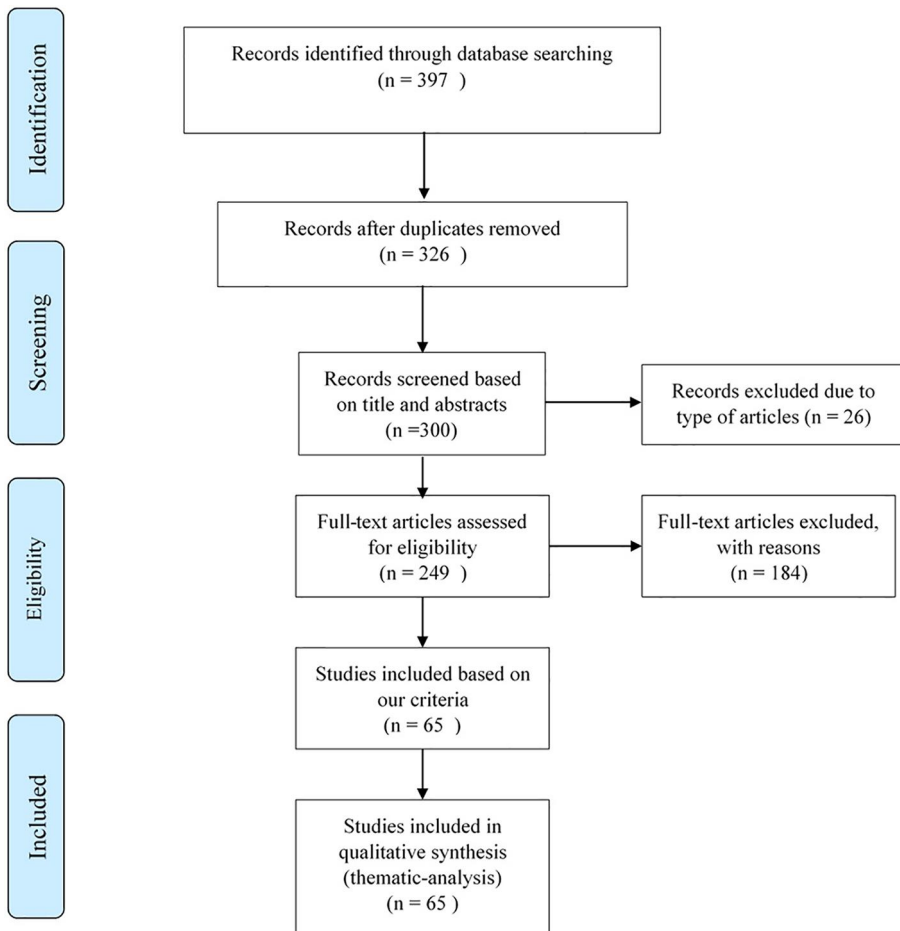 Identification
Records identified through database searching
(n = 397 )
Records after duplicates removed
(n = 326 )
Screening
Records screened based
on title and abstracts
(n =300)
Records excluded due to
type of articles (n = 26)
Eligibility
Full-text articles assessed
for eligibility
(n = 249 )
Full-text articles excluded,
with reasons
(n = 184)
Studies included based on
our criteria
(n = 65 )
Included
Studies included in
qualitative synthesis
(thematic-analysis)
(n = 65 )